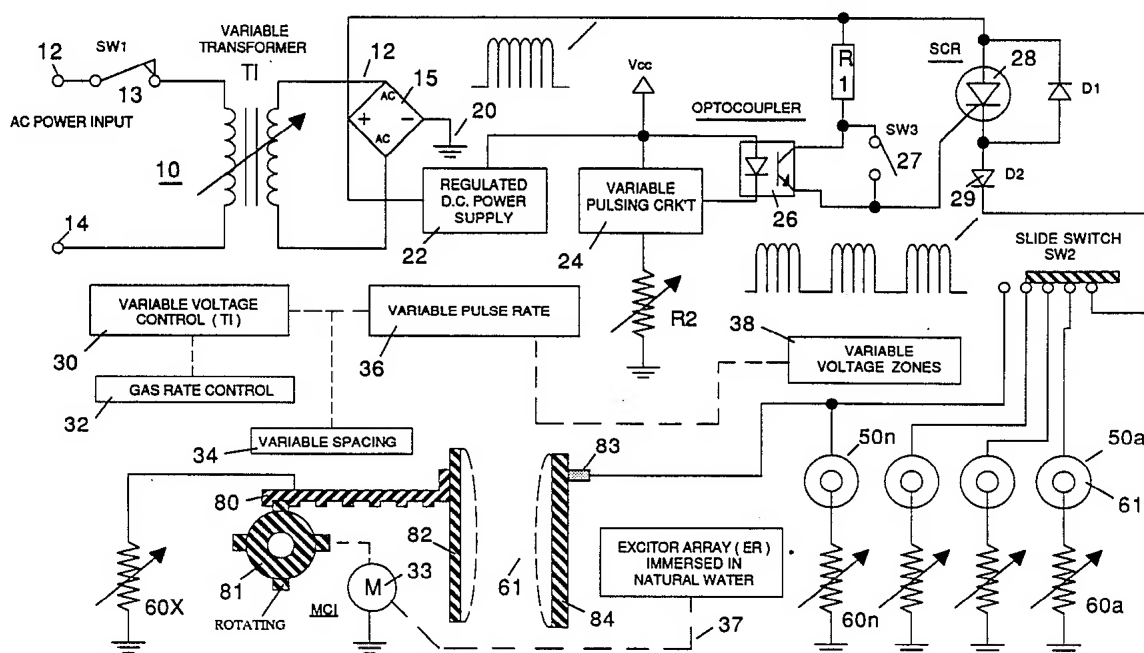 VARIABLE
TRANSFORMER
TI
12
SW1
13
AC POWER INPUT
10
14
12
15
AC
+
−
AC
20
REGULATED
D.C. POWER
SUPPLY
22
Vcc
VARIABLE
PULSING CRK'T
24
R2
OPTOCOUPLER
26
R
1
SW3
27
SCR
28
D1
D2
29
SLIDE SWITCH
SW2
VARIABLE VOLTAGE
CONTROL ( TI )
30
VARIABLE PULSE RATE
36
GAS RATE CONTROL
32
VARIABLE SPACING
34
38
VARIABLE
VOLTAGE ZONES
80
81
ROTATING
60X
MCI
M
33
82
61
83
84
EXCITOR ARRAY ( ER )
IMMERSED IN
NATURAL WATER
37
50n
50a
61
60n
60a